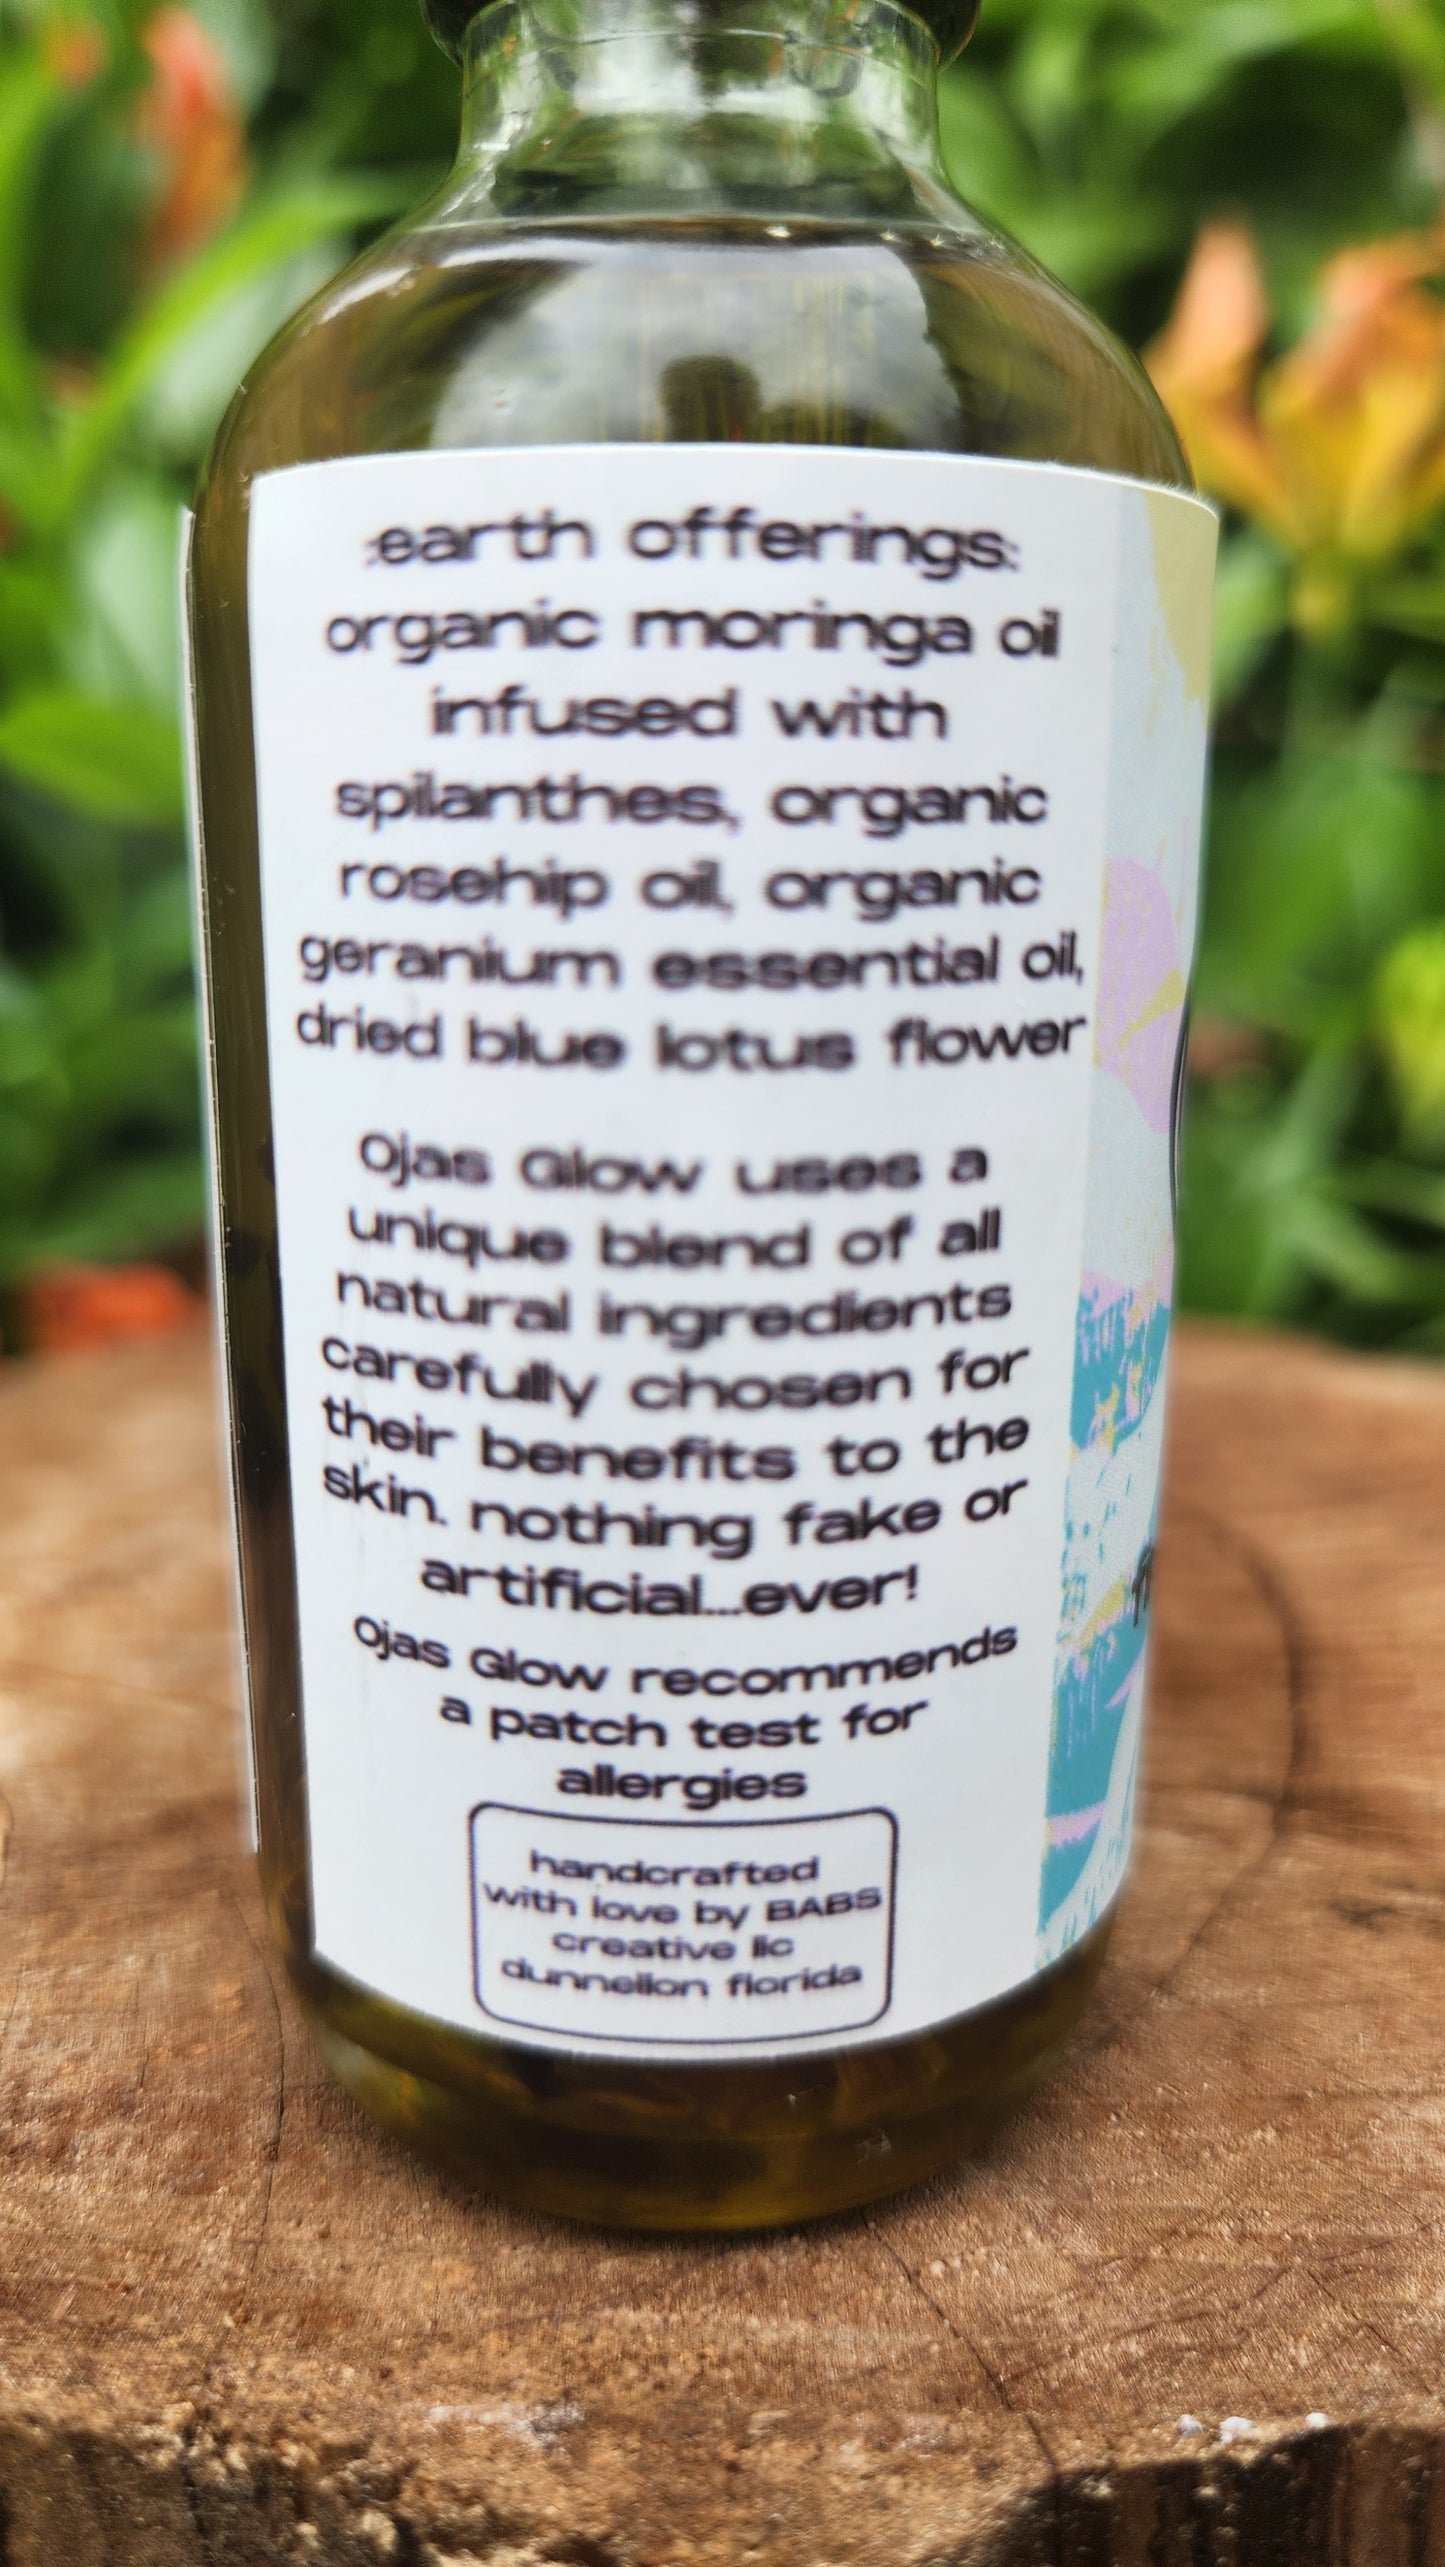 :earth offerings:
organic moringa oil
infused with
spilanthes, organic
rosehip oil, organic
geranium essential oil,
dried blue lotus flower
Ojas Glow uses a
unique blend of all
natural ingredients
carefully chosen for
their benefits to the
skin. nothing fake or
artificial...ever!
Ojas Glow recommends
a patch test for
allergies
handcrafted
with love by BABS
creative llc
dunnellon florida